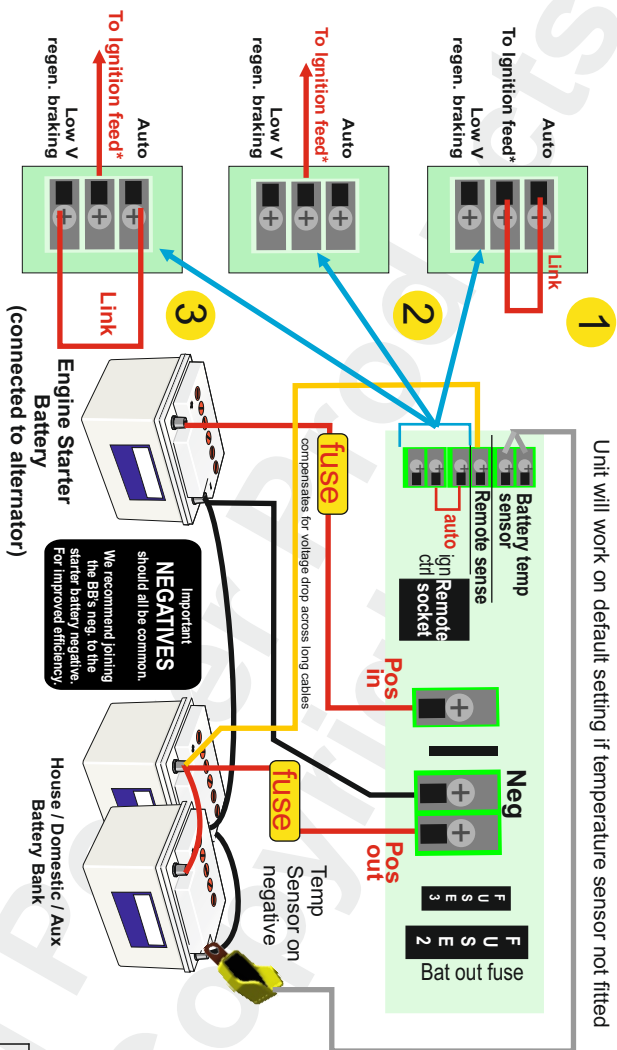 Unit will work on default setting if temperature sensor not fitted
1
Auto
To Ignition feed*
Low V
regen. braking
Link
2
Auto
To Ignition feed*
Low V
regen. braking
3
Auto
To Ignition feed*
Low V
regen. braking
Link
Battery temp
sensor
Remote sense
auto
ign
ctrl
Remote
socket
Pos
in
Neg
Pos
out
FUSE 3
FUSE 2
Bat out fuse
fuse
compensates for voltage drop across long cables
fuse
Temp
Sensor on
negative
Engine Starter
Battery
(connected to alternator)
Important
NEGATIVES
should all be common.
We recommend joining
the BB's neg. to the
starter battery negative.
For improved efficiency.
House / Domestic / Aux
Battery Bank